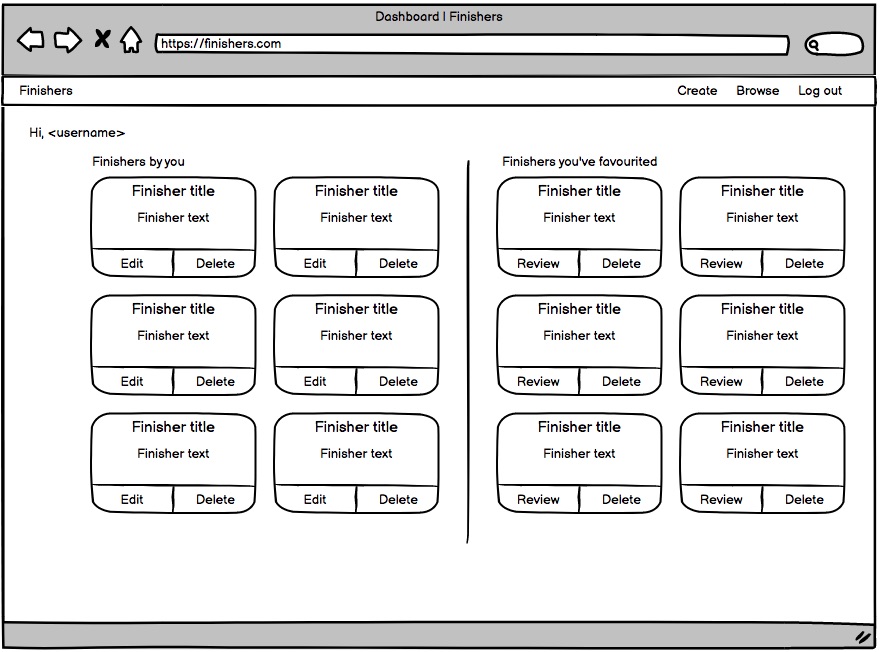 Dashboard | Finishers
https://finishers.com
Finishers Create Browse Log out
Hi, <username>
Finishers by you
Finisher title Finisher title
Finisher text Finisher text
Edit Delete Edit Delete
Finisher title Finisher title
Finisher text Finisher text
Edit Delete Edit Delete
Finisher title Finisher title
Finisher text Finisher text
Edit Delete Edit Delete
Finishers you've favourited
Finisher title Finisher title
Finisher text Finisher text
Review Delete Review Delete
Finisher title Finisher title
Finisher text Finisher text
Review Delete Review Delete
Finisher title Finisher title
Finisher text Finisher text
Review Delete Review Delete